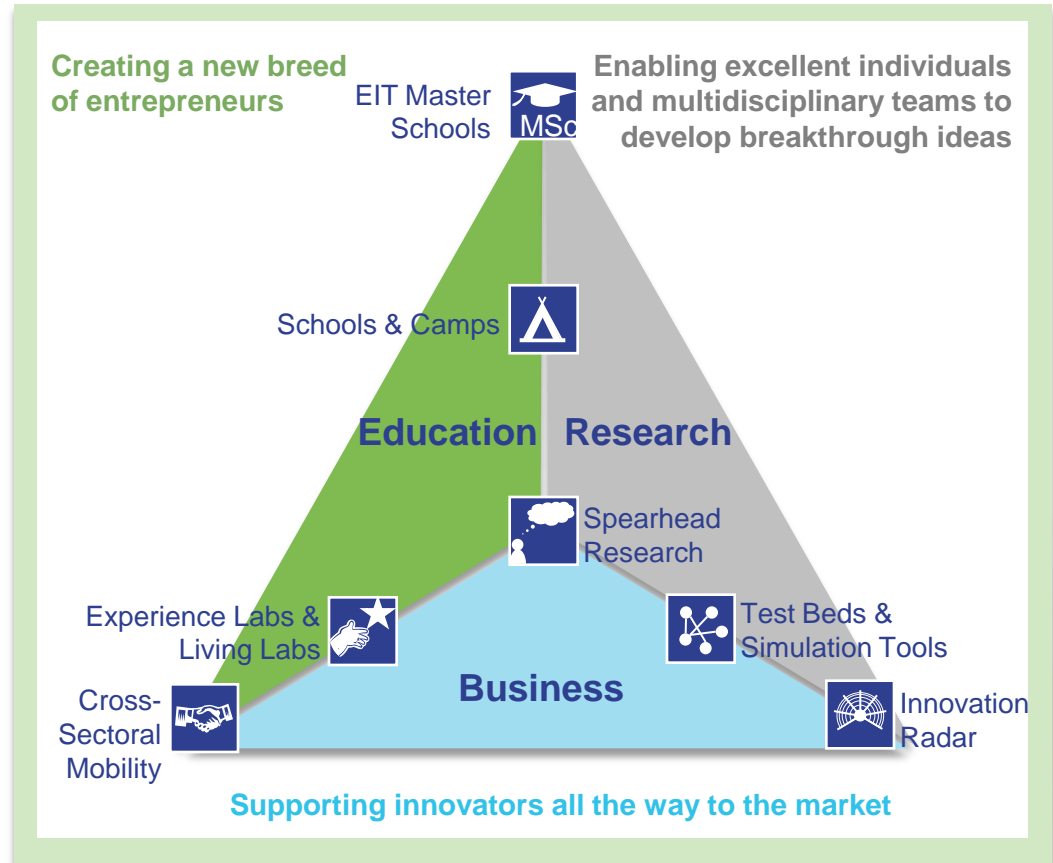 Creating a new breed
of entrepreneurs
Enabling excellent individuals
and multidisciplinary teams to
develop breakthrough ideas
EIT Master
Schools
MSc
Schools & Camps
Education
Research
Spearhead
Research
Experience Labs &
Living Labs
Test Beds &
Simulation Tools
Business
Cross-
Sectoral
Mobility
Innovation
Radar
Supporting innovators all the way to the market